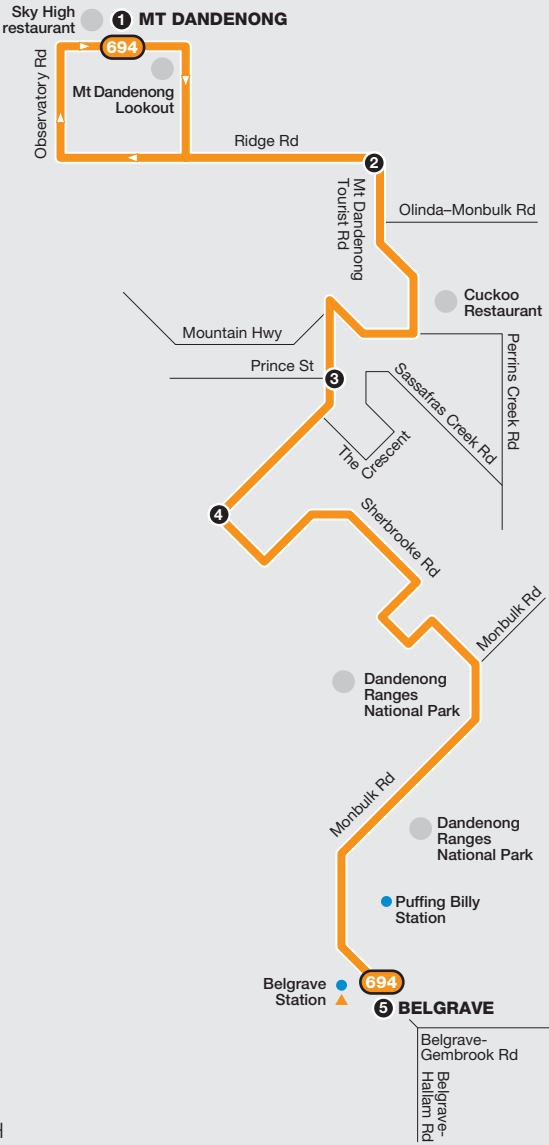 Sky High
restaurant
1 MT DANDENONG
694
Observatory Rd
Mt Dandenong
Lookout
Ridge Rd
2
Mt Dandenong
Tourist Rd
Olinda–Monbulk Rd
Cuckoo
Restaurant
Mountain Hwy
Prince St
3
Perrins Creek Rd
Sassafras Creek Rd
The Crescent
4
Sherbrooke Rd
Monbulk Rd
Dandenong
Ranges
National Park
Monbulk Rd
Dandenong
Ranges
National Park
Puffing Billy
Station
Belgrave
Station
694
5 BELGRAVE
Belgrave-
Gembrook Rd
Belgrave-
Hallam Rd